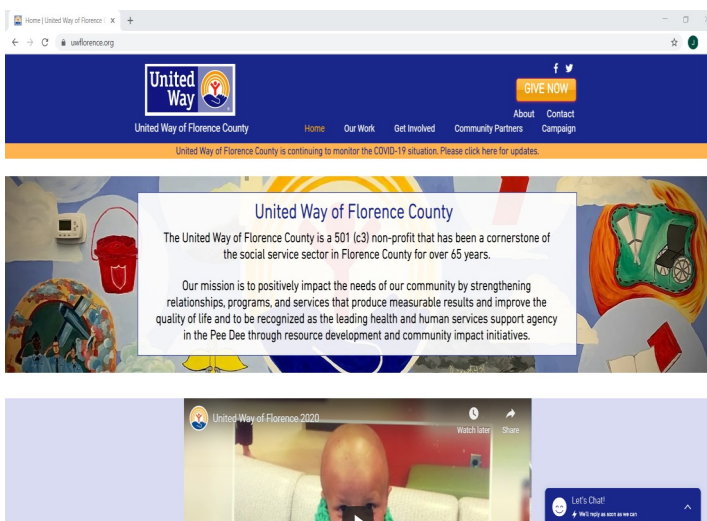 Home | United Way of Florence
uwflorence.org
J
United
Way
United Way of Florence County
GIVE NOW
About Contact
Home Our Work Get Involved Community Partners Campaign
United Way of Florence County is continuing to monitor the COVID-19 situation. Please click here for updates.
United Way of Florence County
The United Way of Florence County is a 501 (c3) non-profit that has been a cornerstone of
the social service sector in Florence County for over 65 years.
Our mission is to positively impact the needs of our community by strengthening
relationships, programs, and services that produce measurable results and improve the
quality of life and to be recognized as the leading health and human services support agency
in the Pee Dee through resource development and community impact initiatives.
United Way of Florence 2020
Watch later Share
Let's Chat!
We'll reply as soon as we can